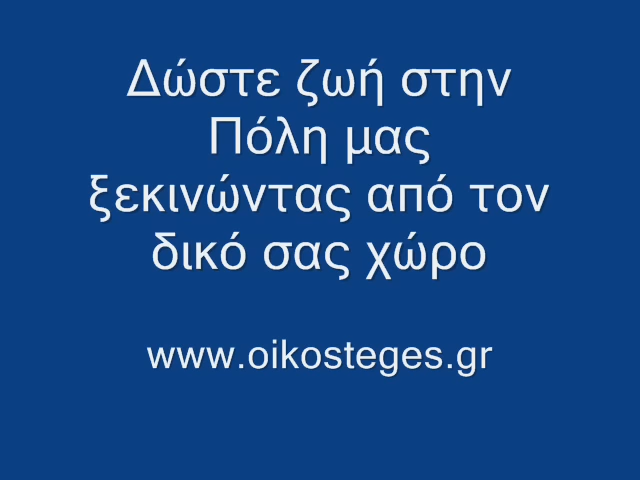 Δώστε ζωή στην
Πόλη μας
ξεκινώντας από τον
δικό σας χώρο
www.oikosteges.gr